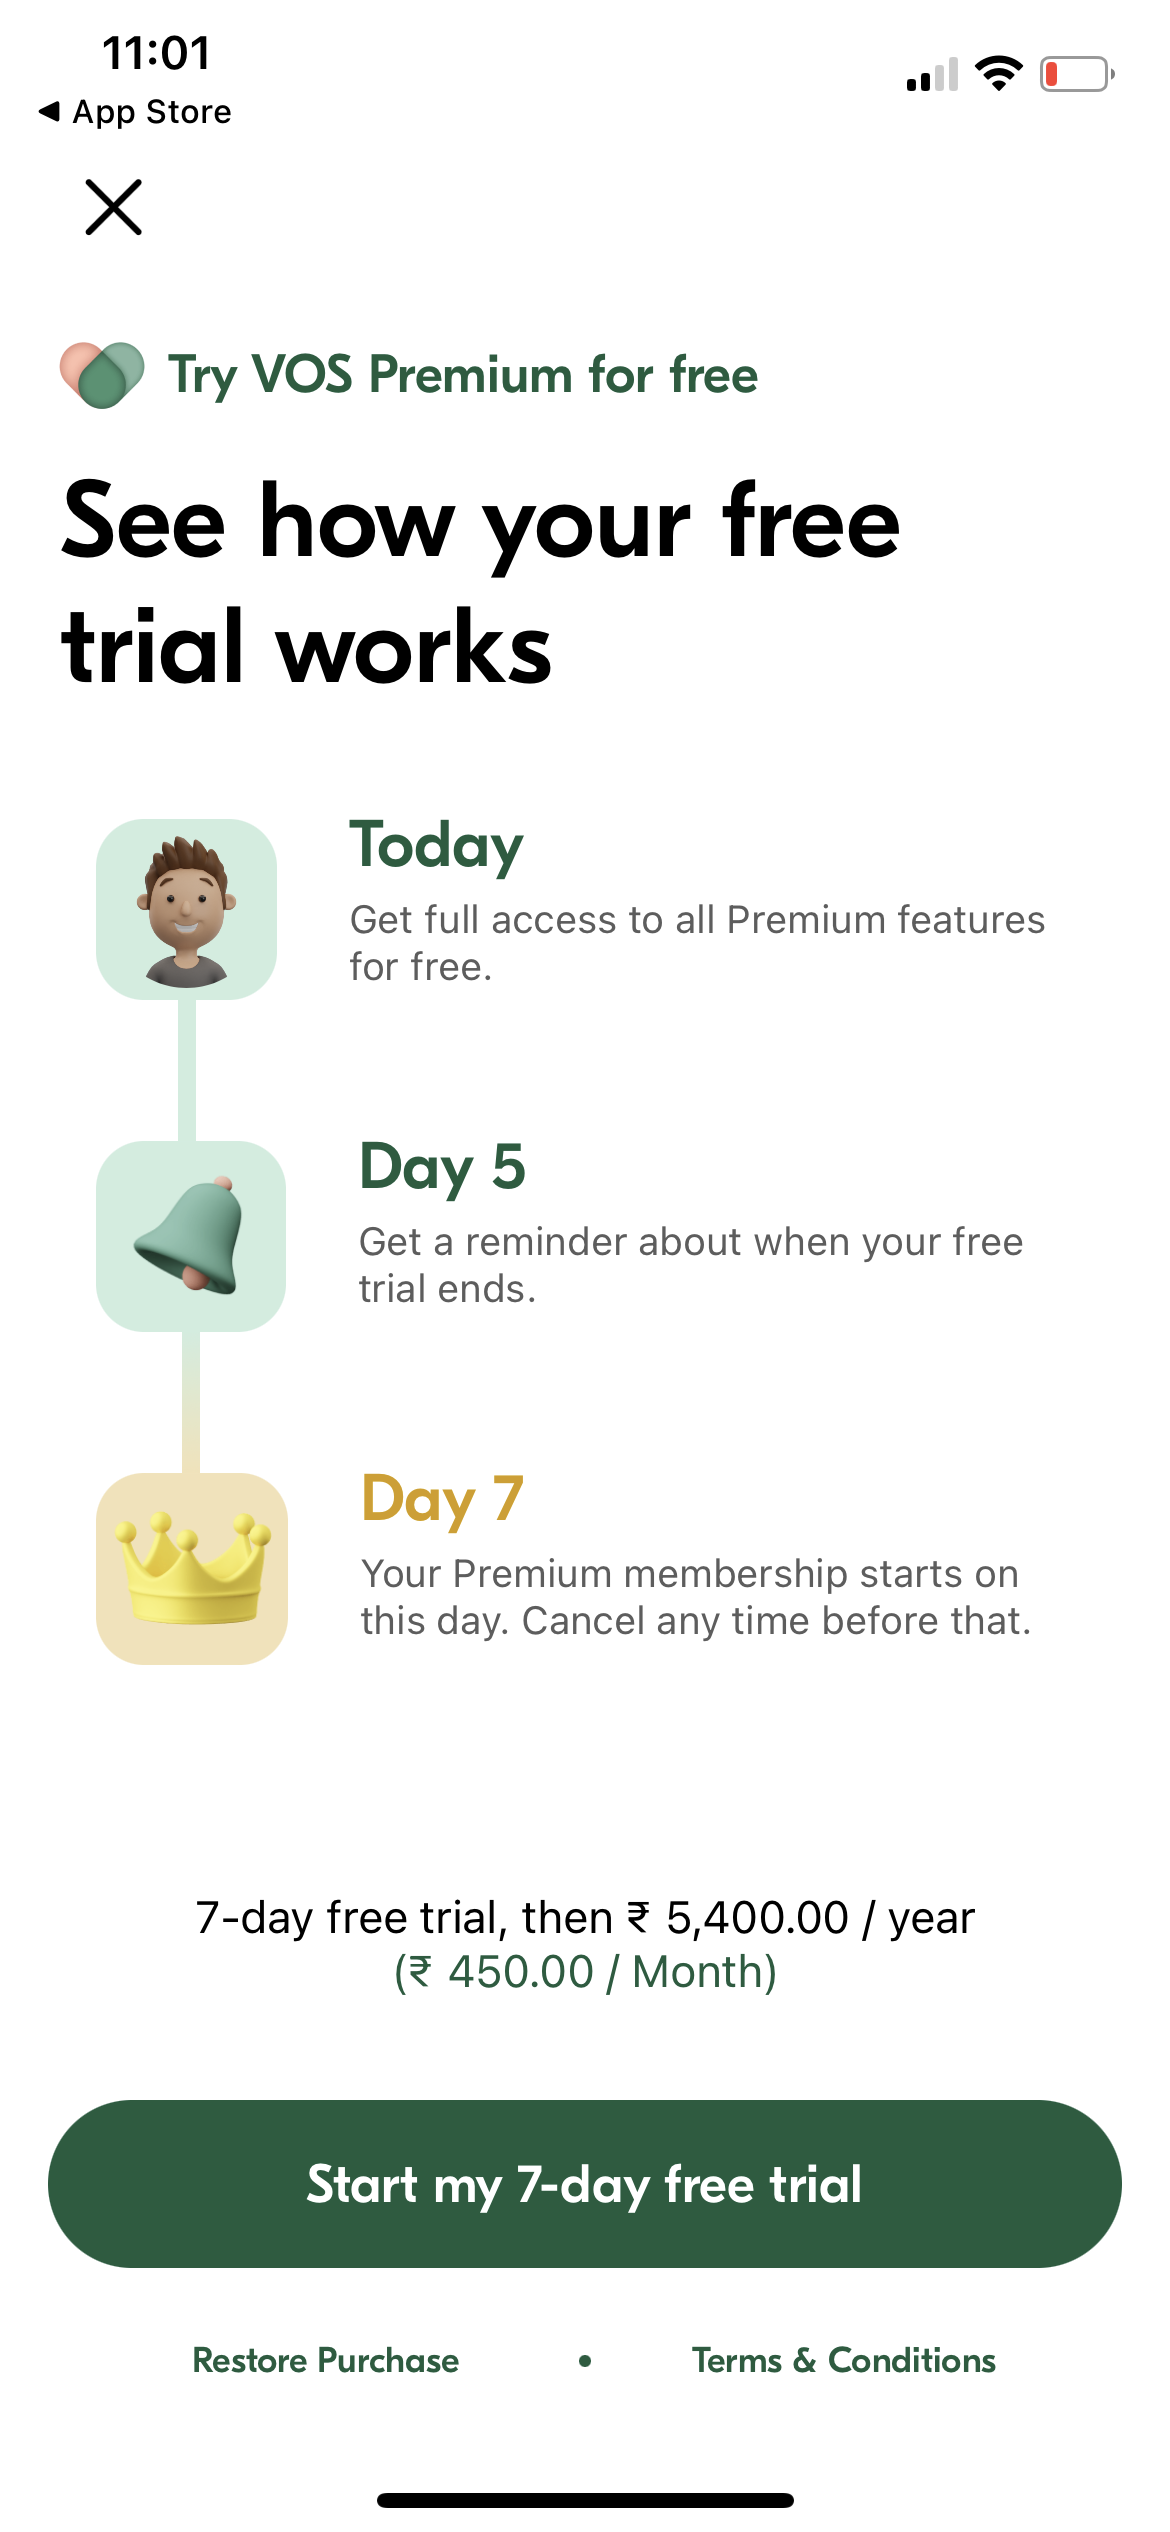 11:01
◀ App Store
Try VOS Premium for free
See how your free
trial works
Today
Get full access to all Premium features
for free.
Day 5
Get a reminder about when your free
trial ends.
Day 7
Your Premium membership starts on
this day. Cancel any time before that.
7-day free trial, then ₹ 5,400.00 / year
(₹ 450.00 / Month)
Start my 7-day free trial
Restore Purchase • Terms & Conditions